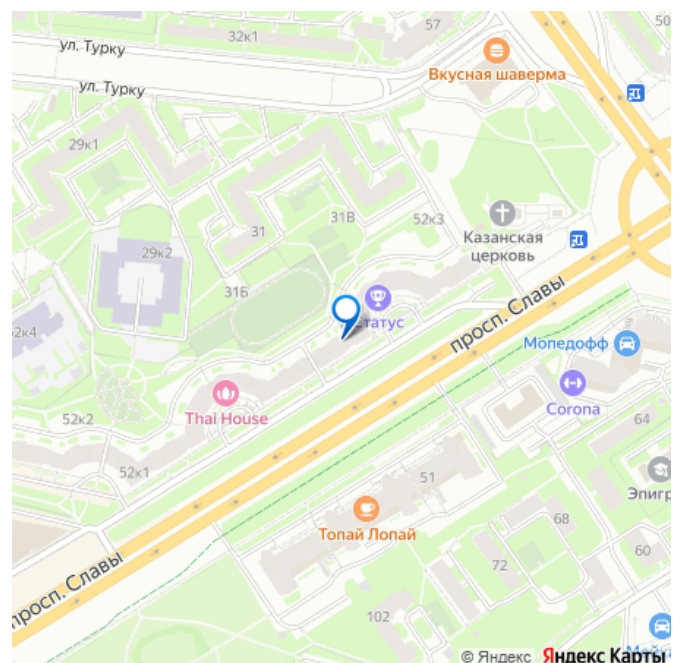 57
50
32к1
ул. Турку
Вкусная шаверма
ул. Турку
29к1
31В
52к3
31
Казанская
церковь
29к2
31Б
просп. Славы
Статус
52к4
Мопедофф
Corona
Thai House
52к2
64
52к1
51
Эпигр
Топай Лопай
68
60
72
просп. Славы
102
© Яндекс Яндекс Карты